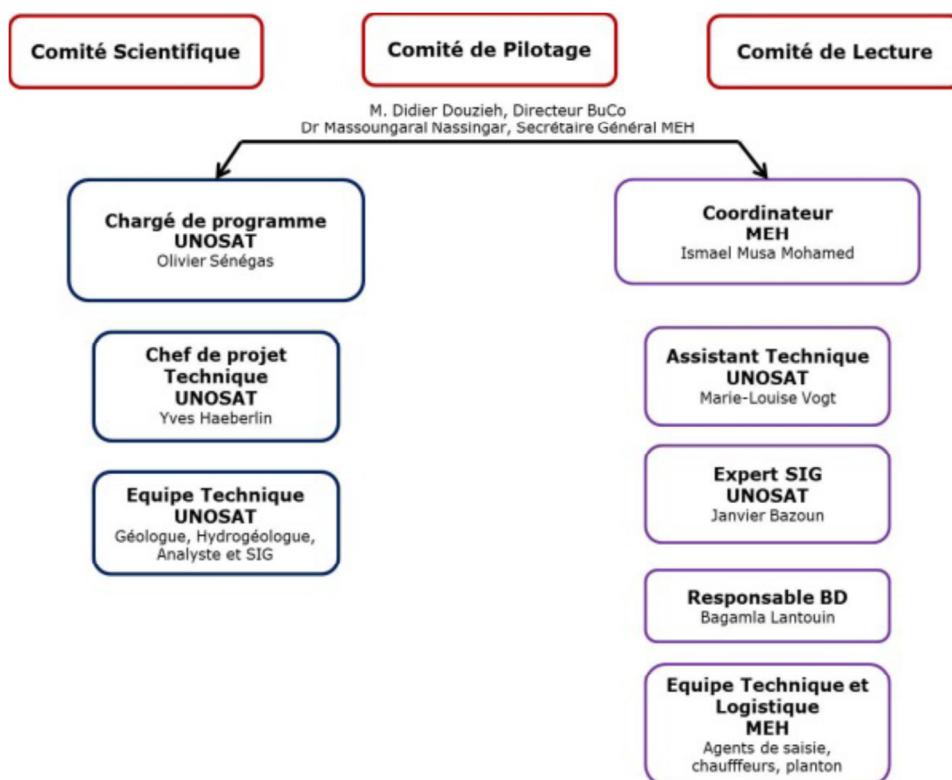 Comité Scientifique
Comité de Pilotage
Comité de Lecture
M. Didier Douzieh, Directeur BuCo
Dr Massoungaral Nassingar, Secrétaire Général MEH
Chargé de programme
UNOSAT
Olivier Sénégas
Chef de projet
Technique
UNOSAT
Yves Haeberlin
Equipe Technique
UNOSAT
Géologue, Hydrogéologue,
Analyste et SIG
Coordinateur
MEH
Ismael Musa Mohamed
Assistant Technique
UNOSAT
Marie-Louise Vogt
Expert SIG
UNOSAT
Janvier Bazoun
Responsable BD
Bagamla Lantouin
Equipe Technique et
Logistique
MEH
Agents de saisie,
chaufffeurs, planton